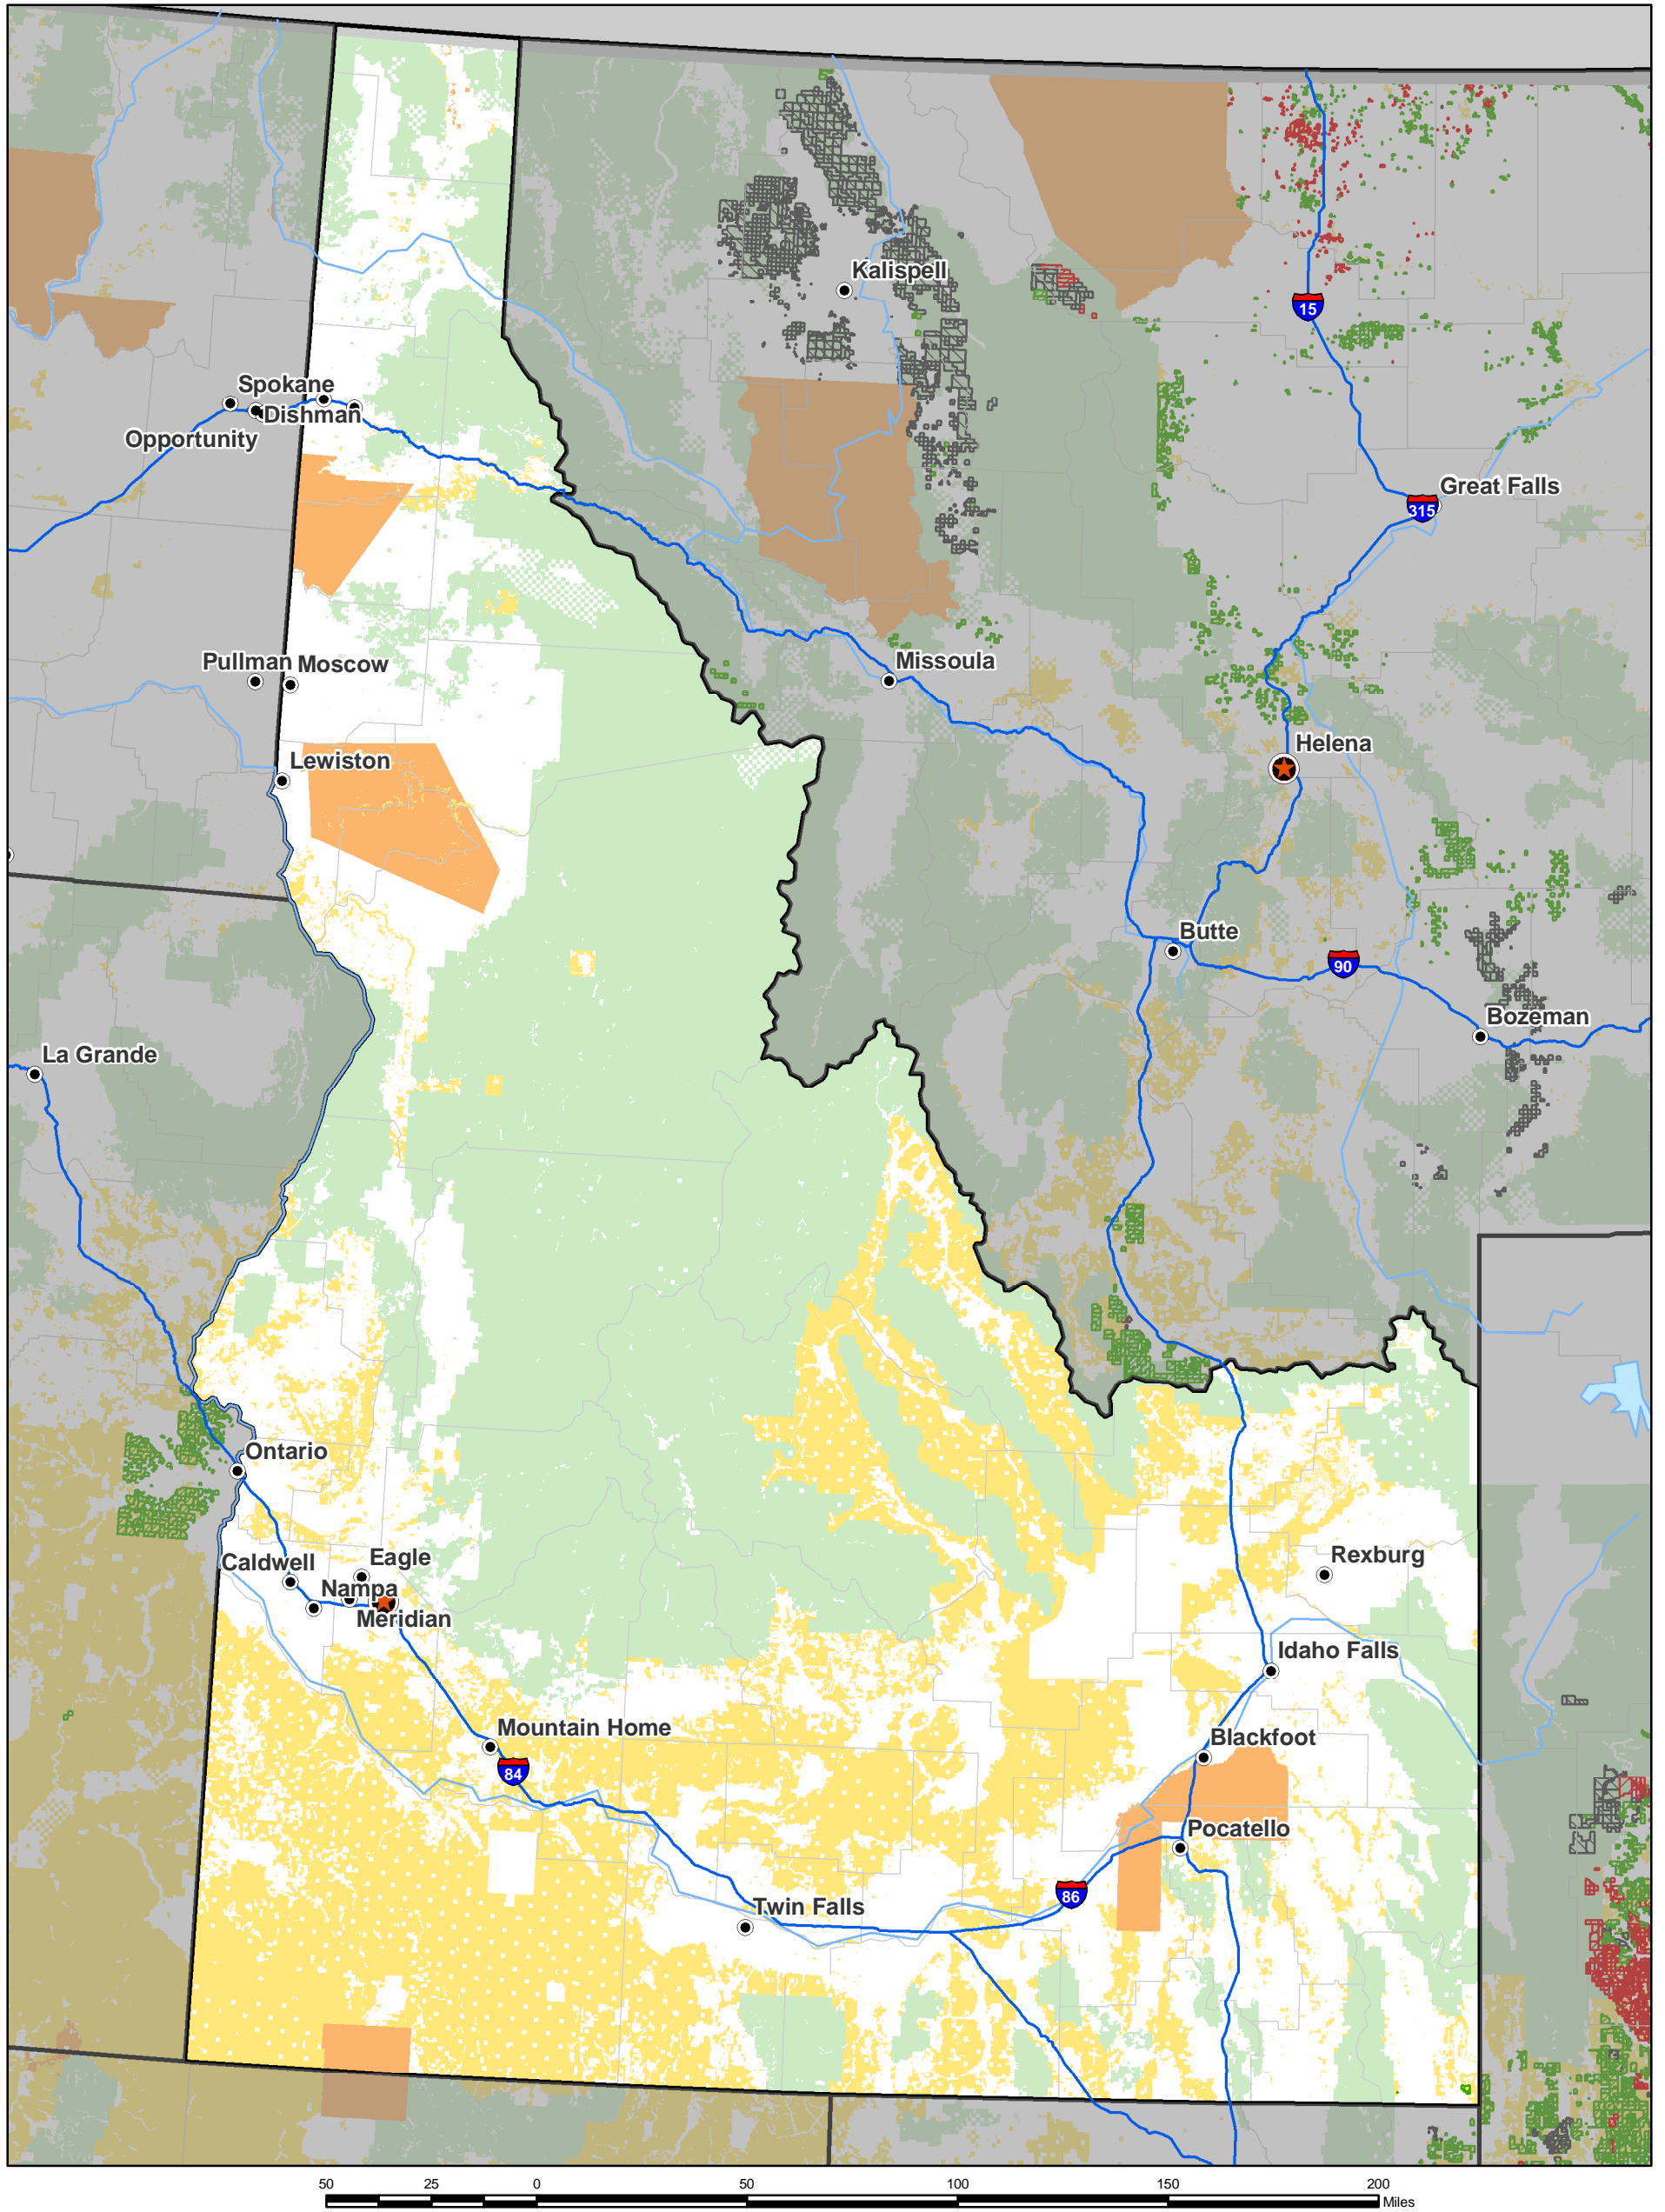 Kalispell
15
Spokane
Dishman
Opportunity
Great Falls
315
Pullman
Moscow
Missoula
Helena
Lewiston
Butte
90
Bozeman
La Grande
Ontario
Rexburg
Eagle
Caldwell
Nampa
Meridian
Idaho Falls
Mountain Home
Blackfoot
84
Pocatello
86
Twin Falls
50 25 0 50 100 150 200
Miles